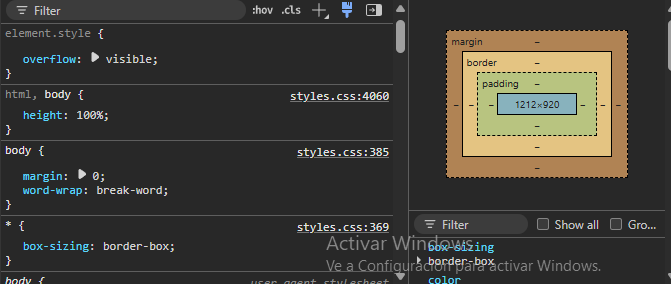 Filter :hov .cls
element.style {
overflow: visible;
}
html, body {
styles.css:4060
height: 100%;
}
body {
styles.css:385
margin: 0;
word-wrap: break-word;
}
* {
styles.css:369
box-sizing: border-box;
}
body {
user agent stylesheet
margin –
border –
padding –
– – – 1212×920 – – –
–
–
–
Filter Show all Gro...
box-sizing
border-box
color
Activar Windows
Ve a Configuración para activar Windows.